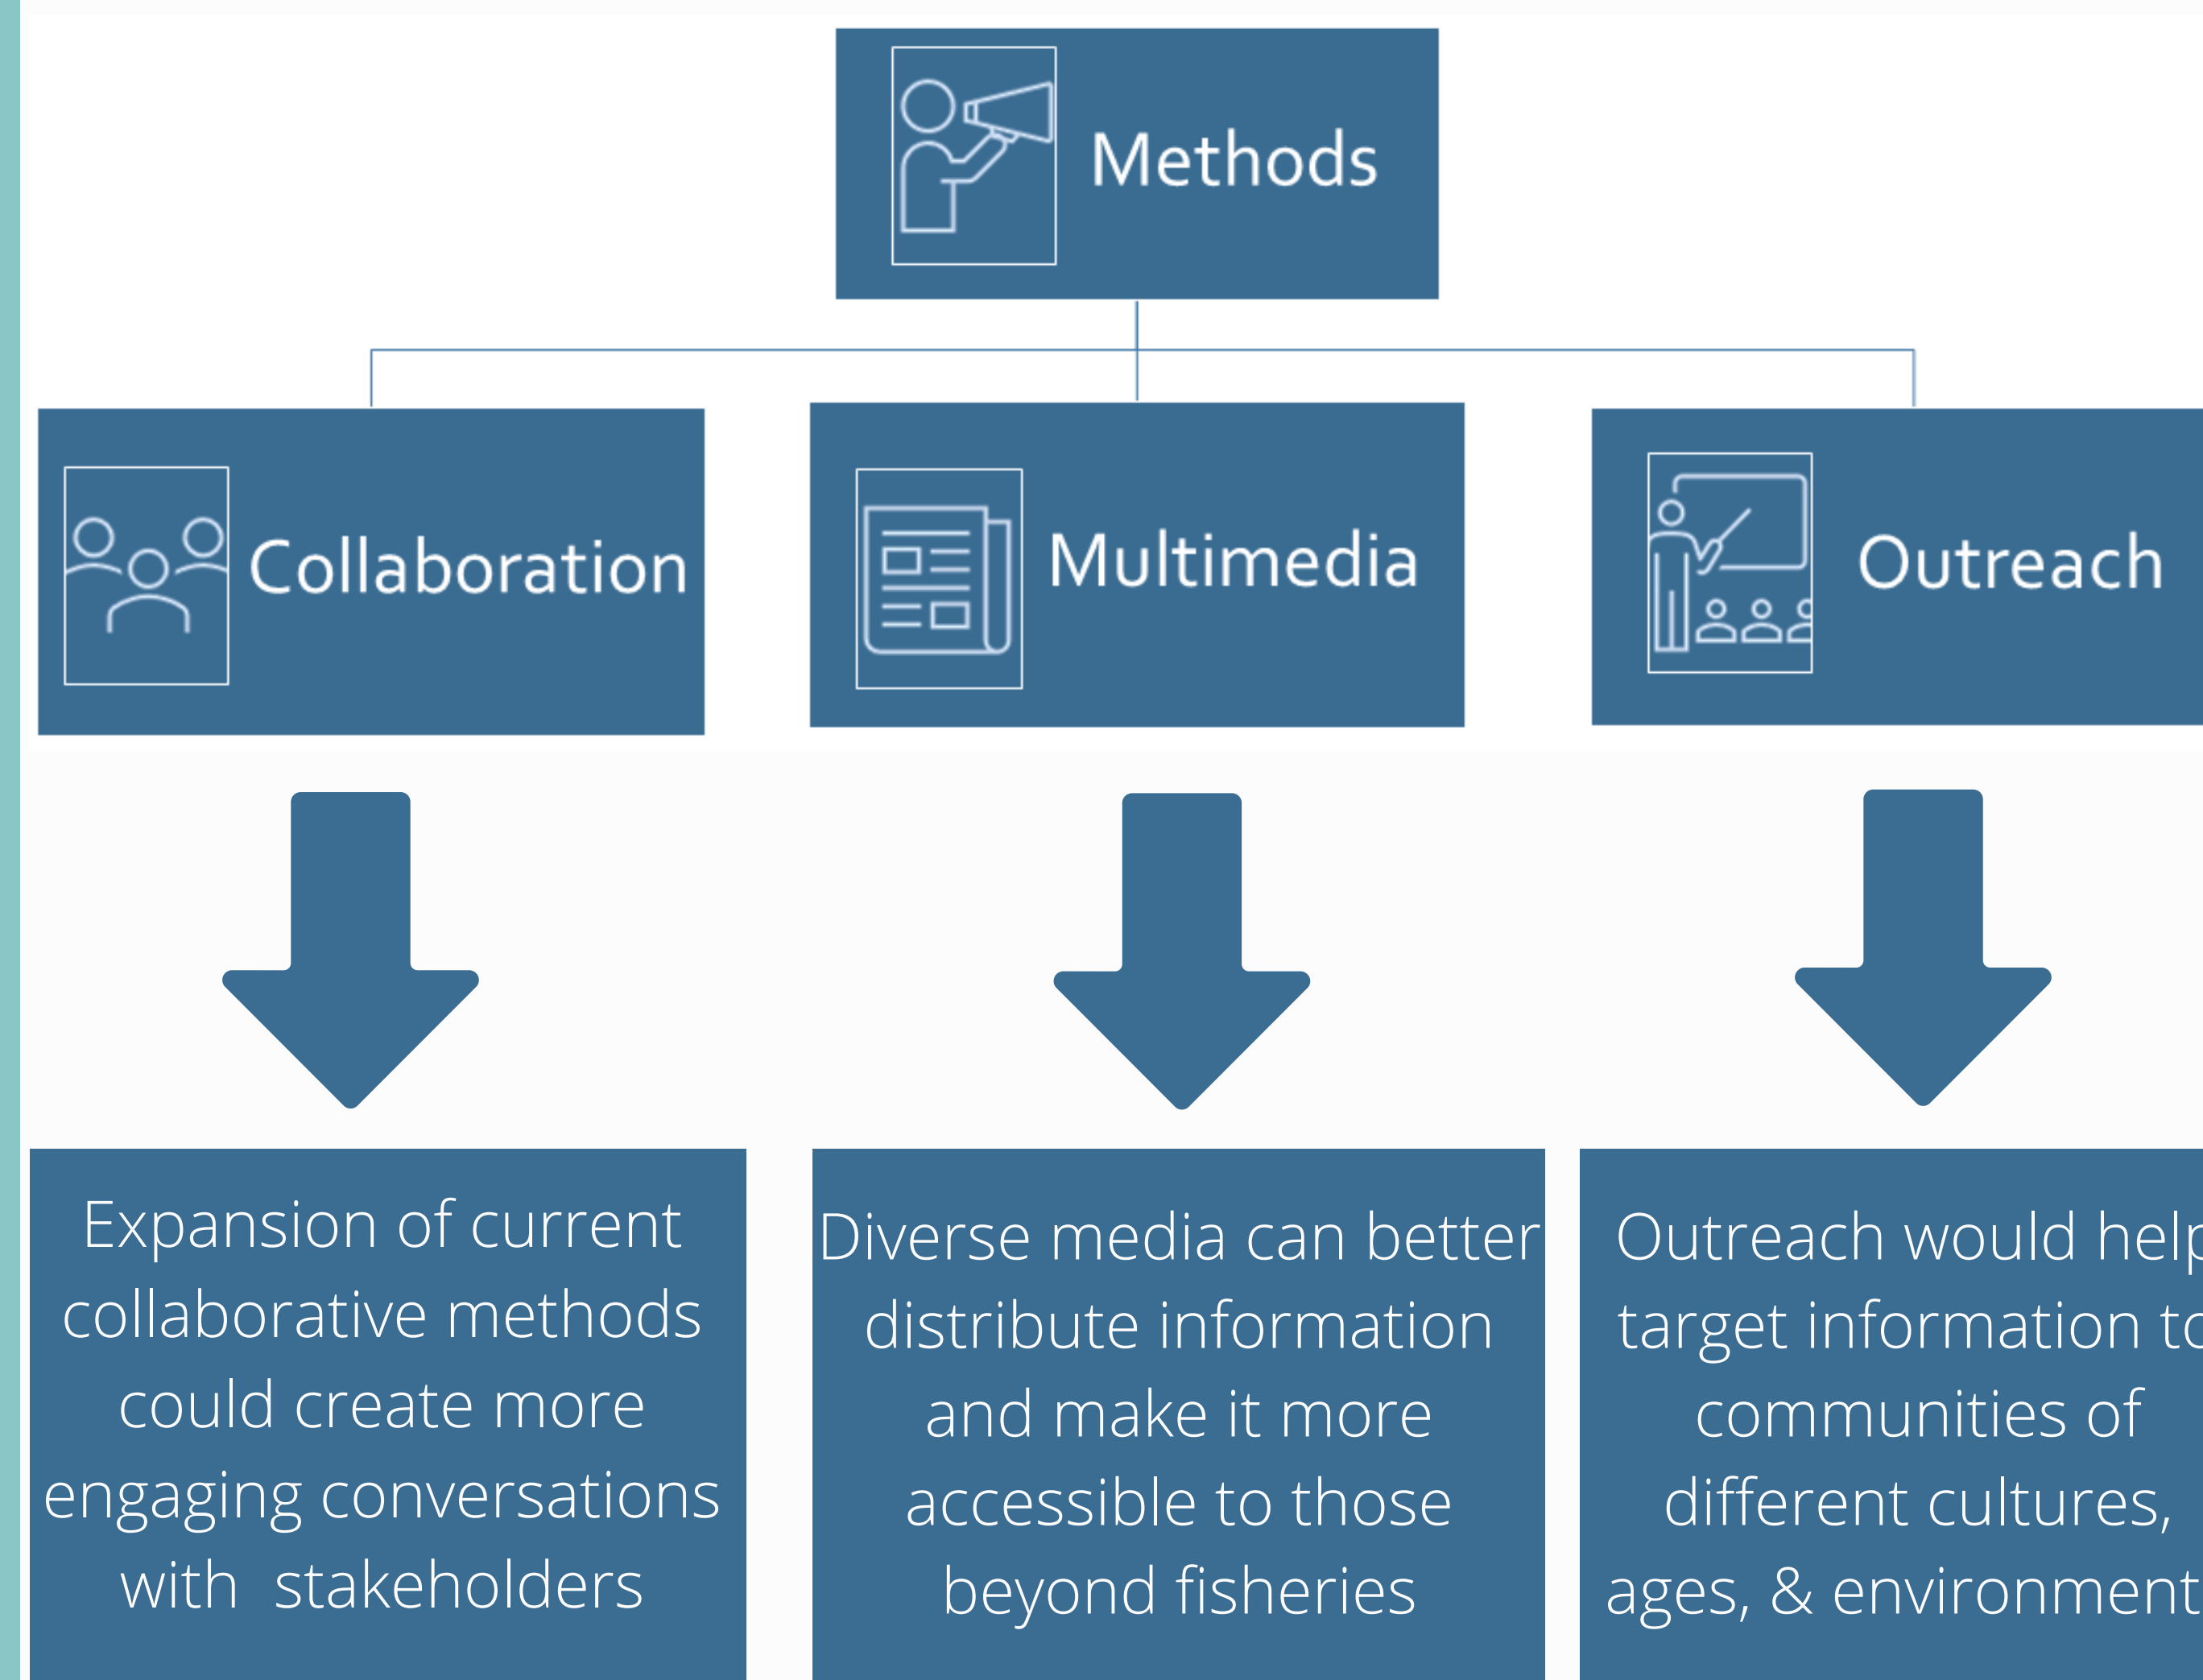 Methods
Collaboration
Multimedia
Outreach
Expansion of current
collaborative methods
could create more
engaging conversations
with stakeholders
Diverse media can better
distribute information
and make it more
accessible to those
beyond fisheries
Outreach would help
target information to
communities of
different cultures,
ages, & environment